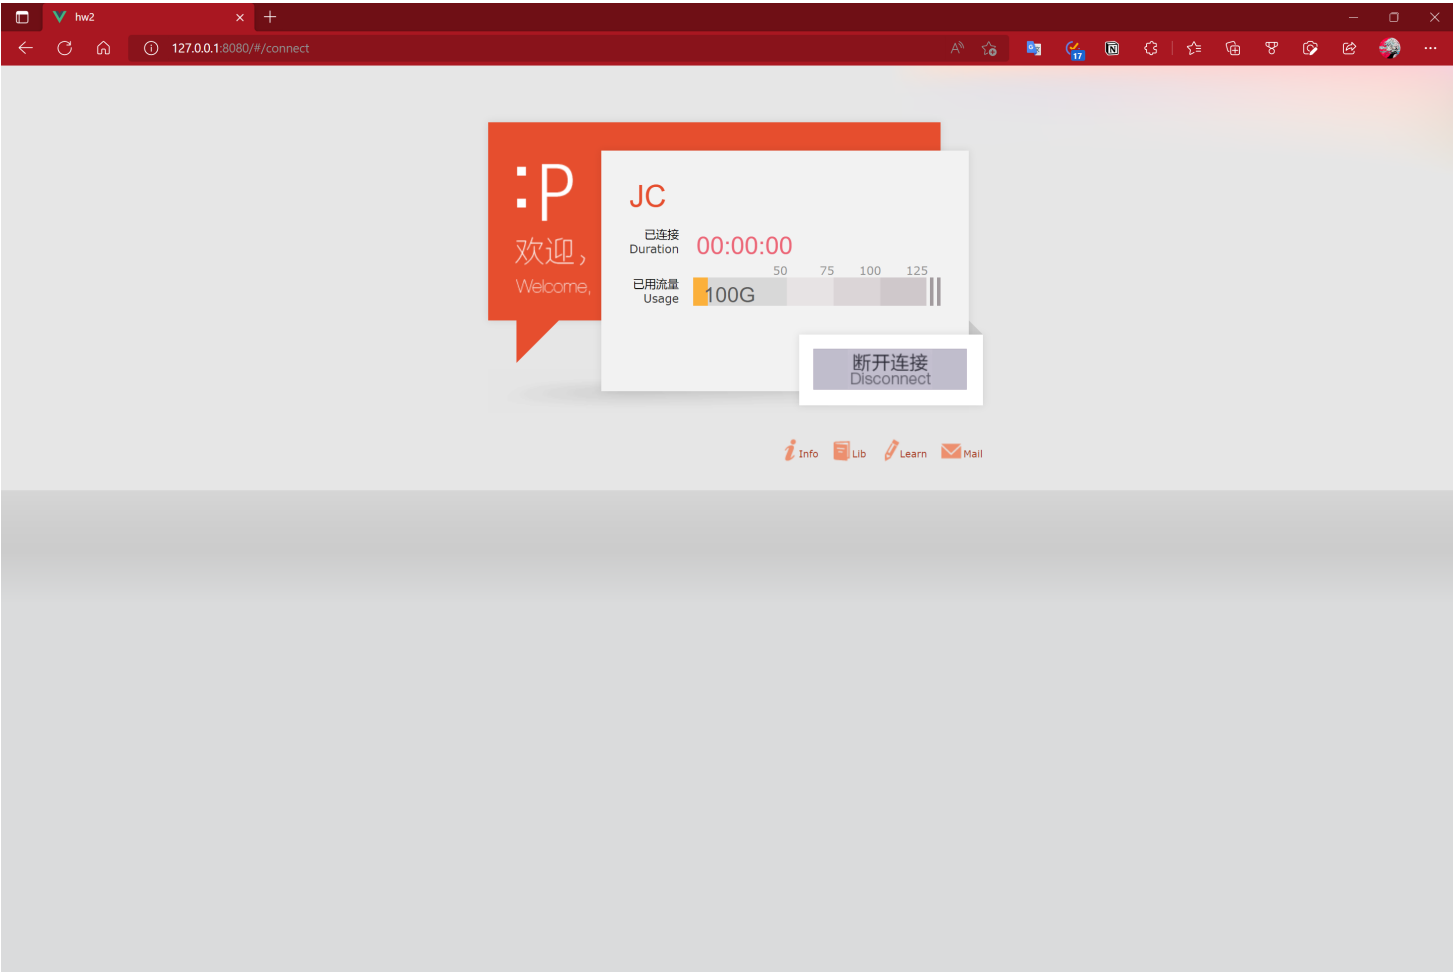 hw2
127.0.0.1:8080/#/connect
17
:P
欢迎，
Welcome,
JC
已连接
Duration
00:00:00
50 75 100 125
已用流量
Usage
100G
断开连接
Disconnect
Info Lib Learn Mail